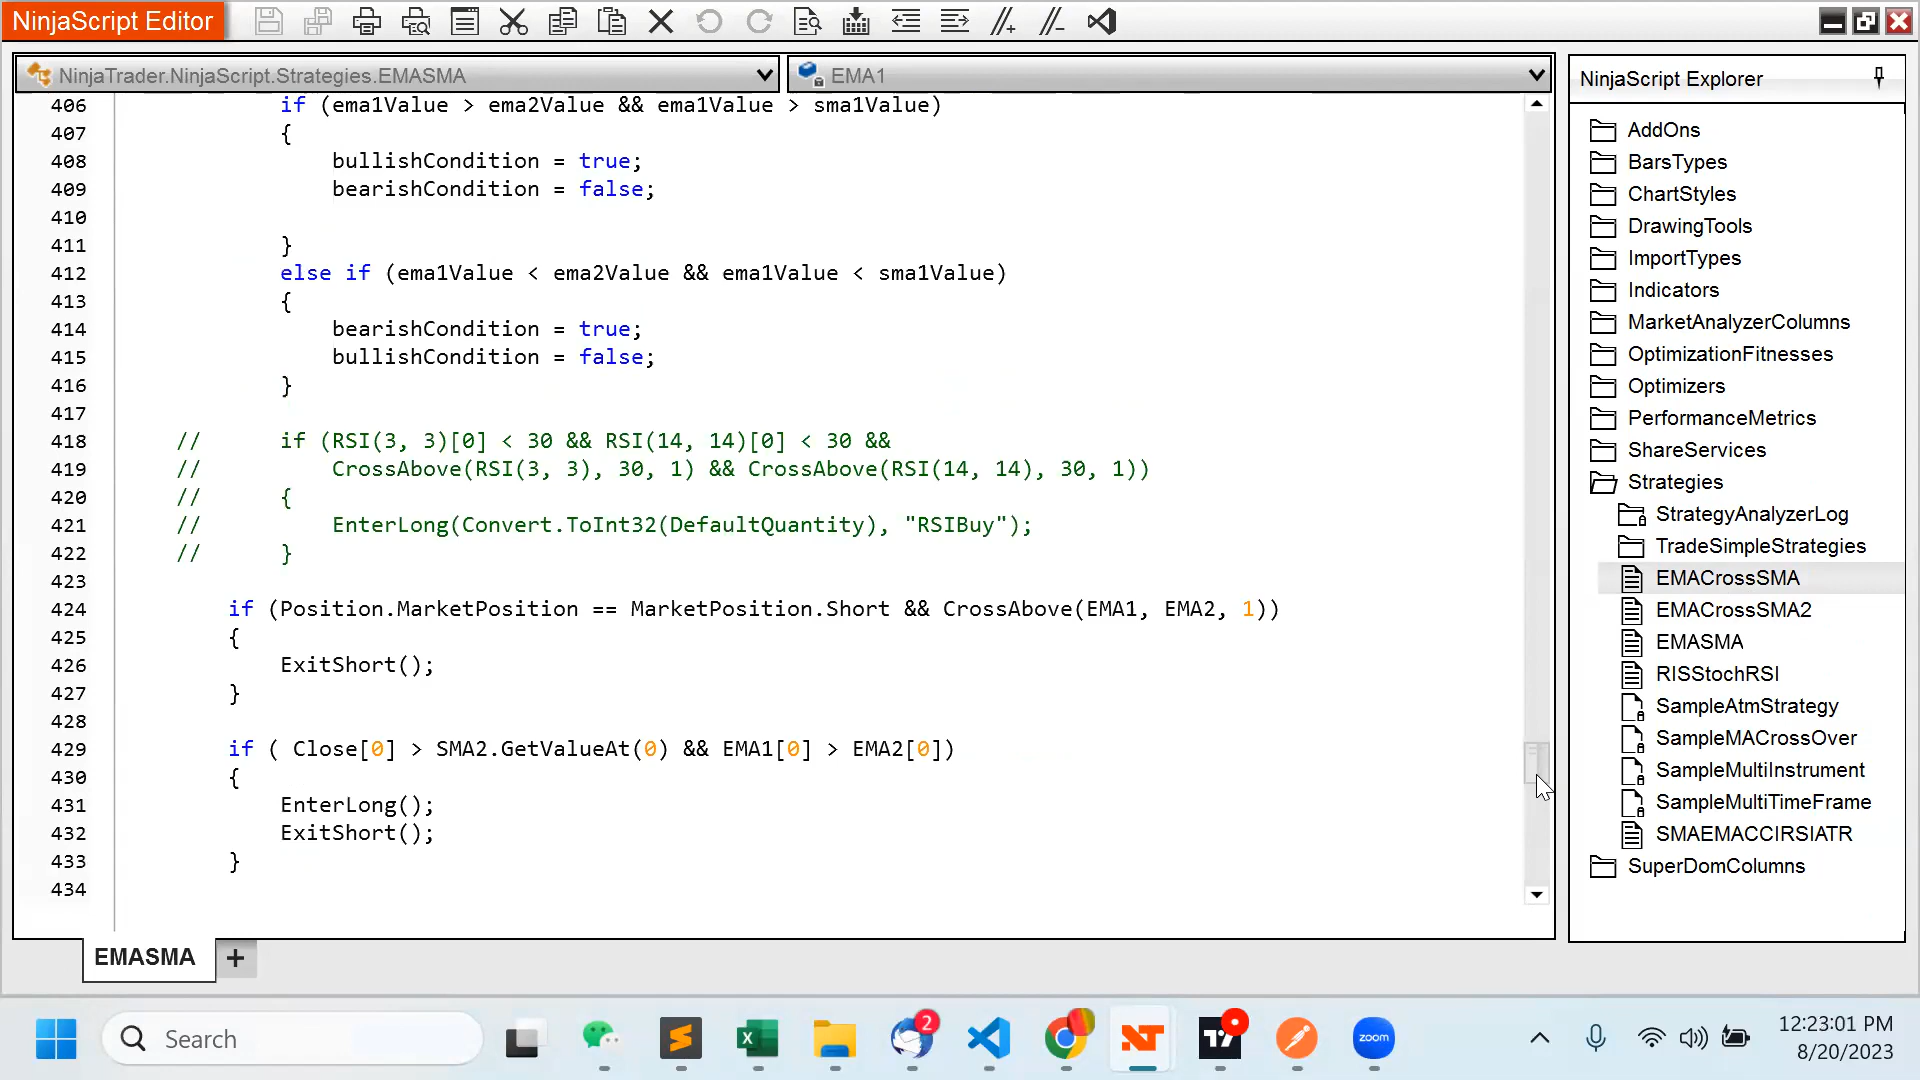 NinjaScript Editor
NinjaTrader.NinjaScript.Strategies.EMASMA
EMA1
406 if (ema1Value > ema2Value && ema1Value > sma1Value)
407 {
408 bullishCondition = true;
409 bearishCondition = false;
410
411 }
412 else if (ema1Value < ema2Value && ema1Value < sma1Value)
413 {
414 bearishCondition = true;
415 bullishCondition = false;
416 }
417
418 // if (RSI(3, 3)[0] < 30 && RSI(14, 14)[0] < 30 &&
419 // CrossAbove(RSI(3, 3), 30, 1) && CrossAbove(RSI(14, 14), 30, 1))
420 // {
421 // EnterLong(Convert.ToInt32(DefaultQuantity), "RSIBuy");
422 // }
423
424 if (Position.MarketPosition == MarketPosition.Short && CrossAbove(EMA1, EMA2, 1))
425 {
426 ExitShort();
427 }
428
429 if ( Close[0] > SMA2.GetValueAt(0) && EMA1[0] > EMA2[0])
430 {
431 EnterLong();
432 ExitShort();
433 }
434
EMASMA
+
NinjaScript Explorer
AddOns
BarsTypes
ChartStyles
DrawingTools
ImportTypes
Indicators
MarketAnalyzerColumns
OptimizationFitnesses
Optimizers
PerformanceMetrics
ShareServices
Strategies
StrategyAnalyzerLog
TradeSimpleStrategies
EMACrossSMA
EMACrossSMA2
EMASMA
RISStochRSI
SampleAtmStrategy
SampleMACrossOver
SampleMultiInstrument
SampleMultiTimeFrame
SMAEMACCIRSIATR
SuperDomColumns
Search
2
zoom
12:23:01 PM
8/20/2023